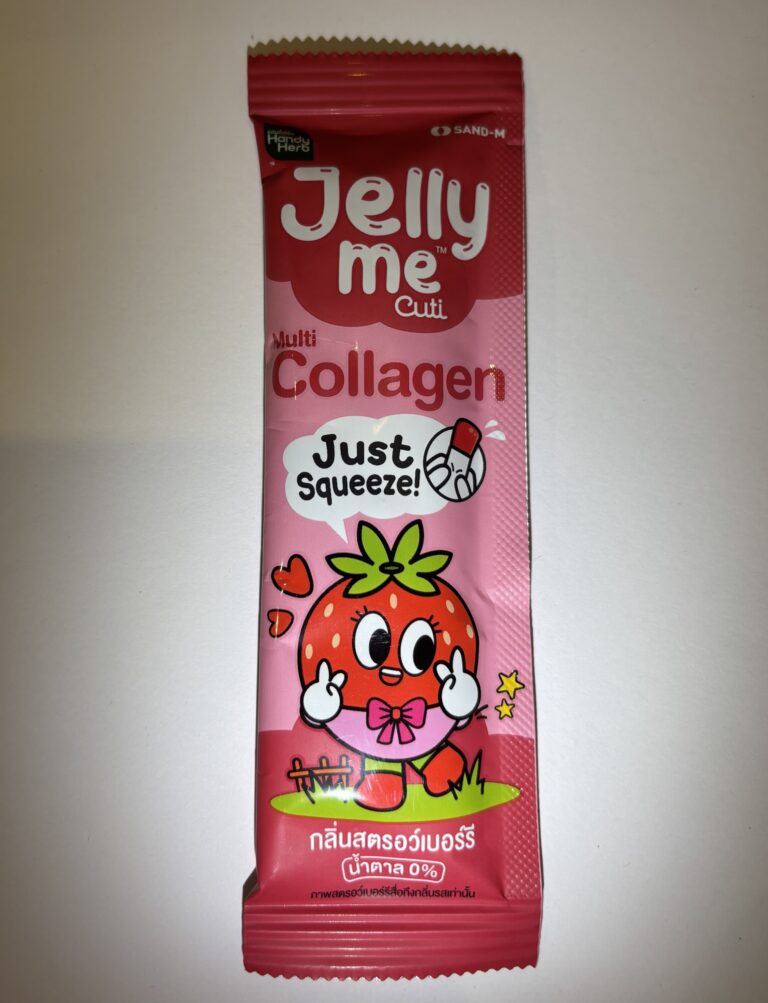 Handy
Herb
SAND-M
Jelly
me™
Cuti
Multi
Collagen
Just
Squeeze!
กลิ่นสตรอว์เบอร์รี
น้ำตาล 0%
ภาพสตรอว์เบอร์รีสื่อถึงกลิ่นรสเท่านั้น